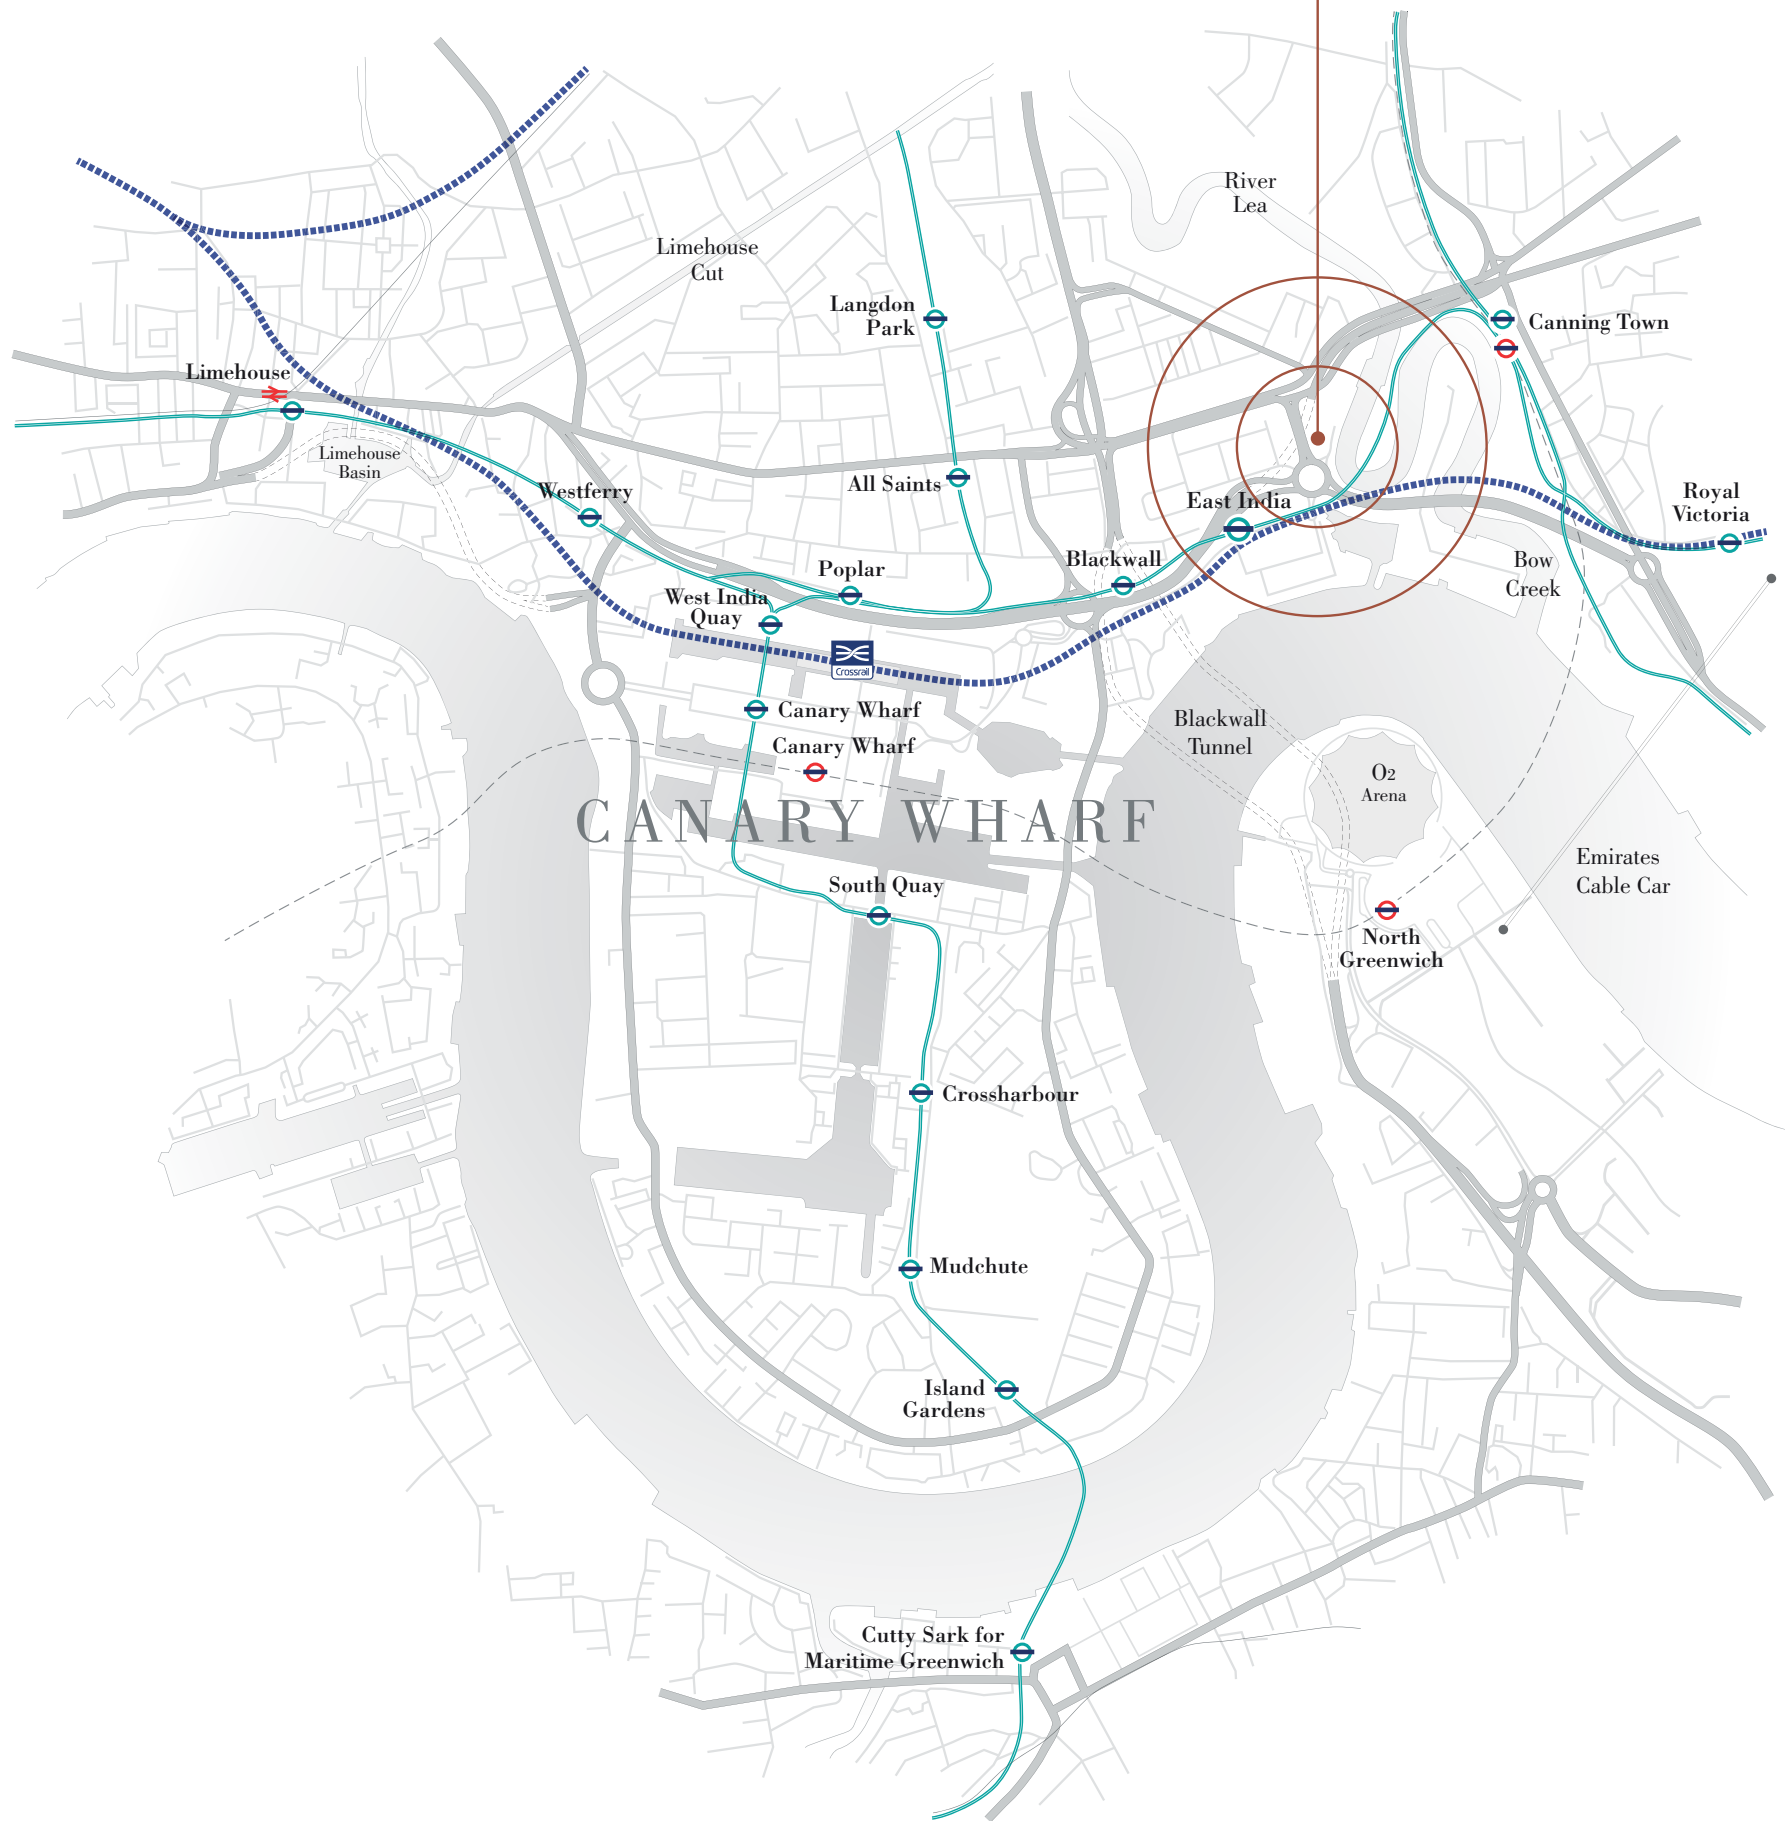 River
Lea
Limehouse
Cut
Langdon
Park
Canning Town
Limehouse
Limehouse
Basin
All Saints
Westferry
East India
Royal
Victoria
Blackwall
Bow
Creek
Poplar
West India
Quay
Crossrail
Canary Wharf
Canary Wharf
Blackwall
Tunnel
O2
Arena
CANARY WHARF
Emirates
Cable Car
South Quay
North
Greenwich
Crossharbour
Mudchute
Island
Gardens
Cutty Sark for
Maritime Greenwich